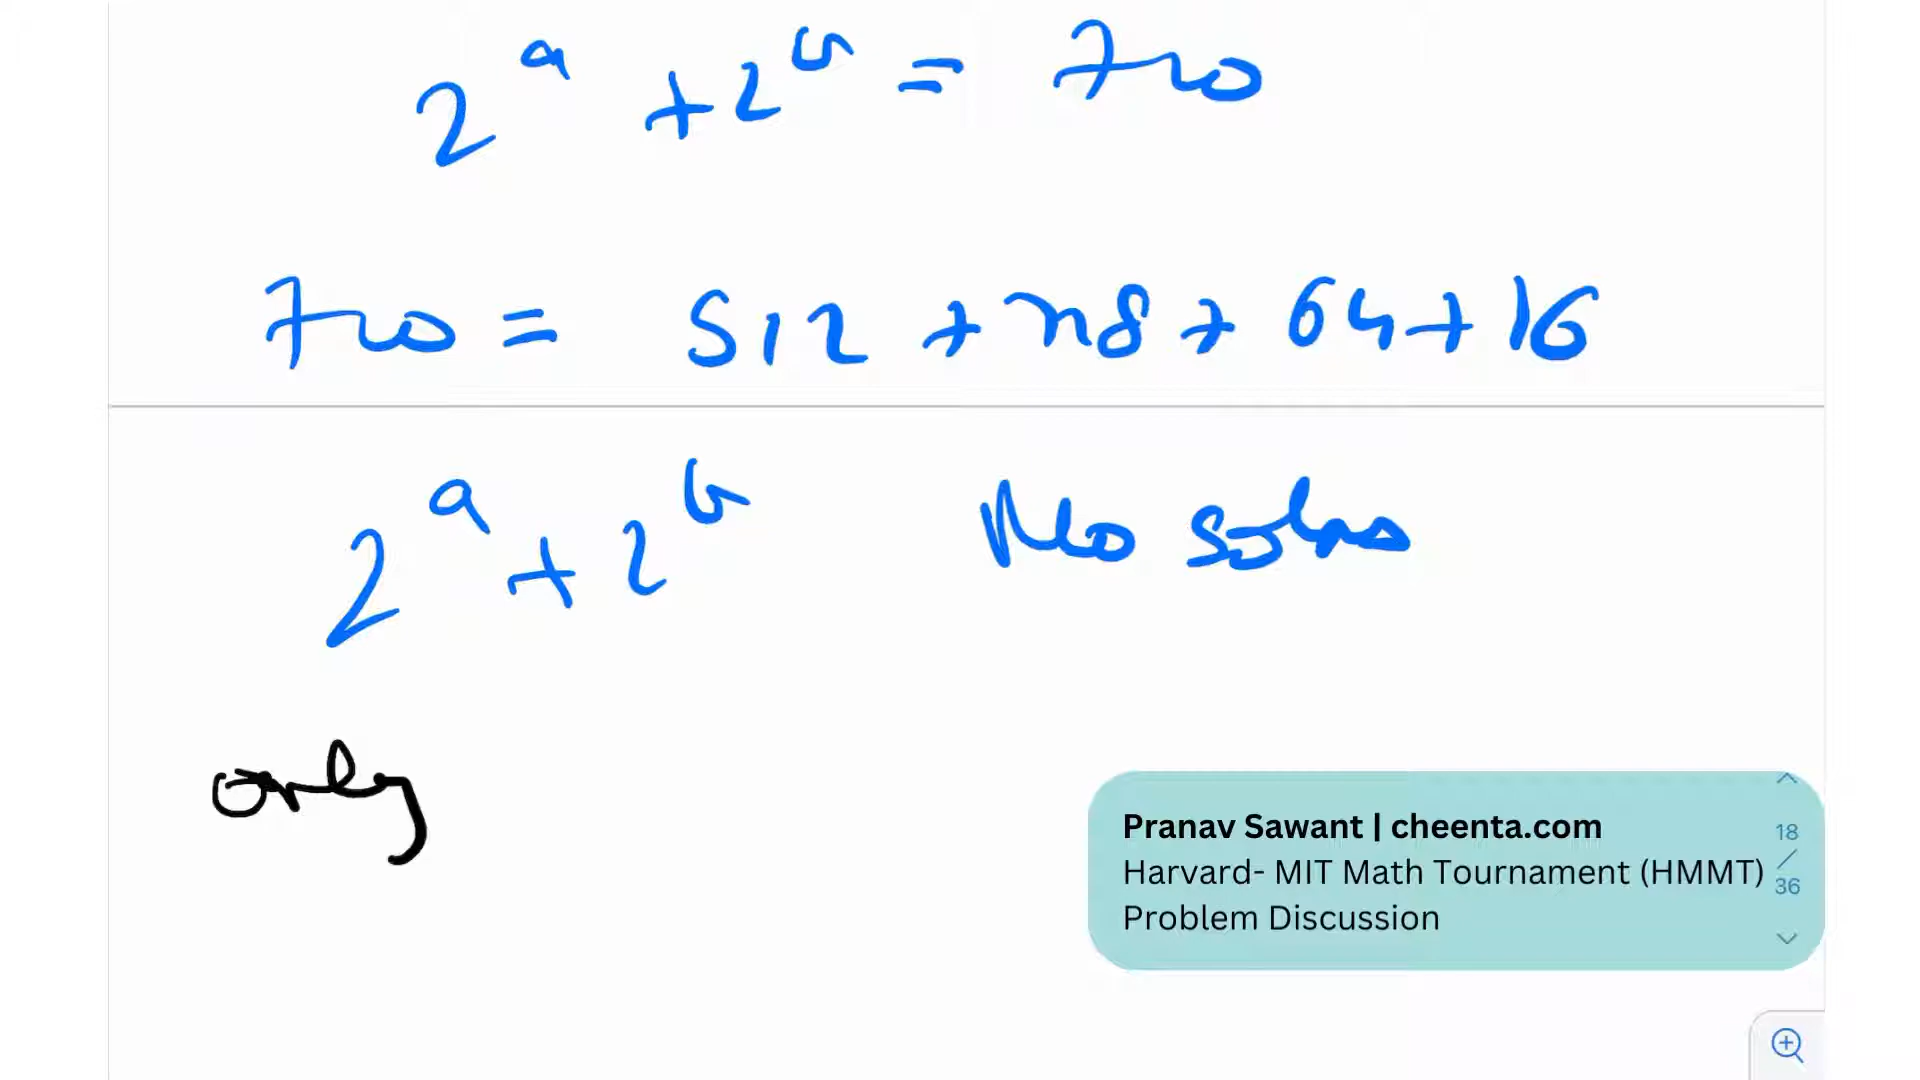 2^a + 2^b = 720
720 = 512 + 128 + 64 + 16
2^a + 2^b No solns
only
Pranav Sawant | cheenta.com
Harvard- MIT Math Tournament (HMMT)
Problem Discussion
18
/
36